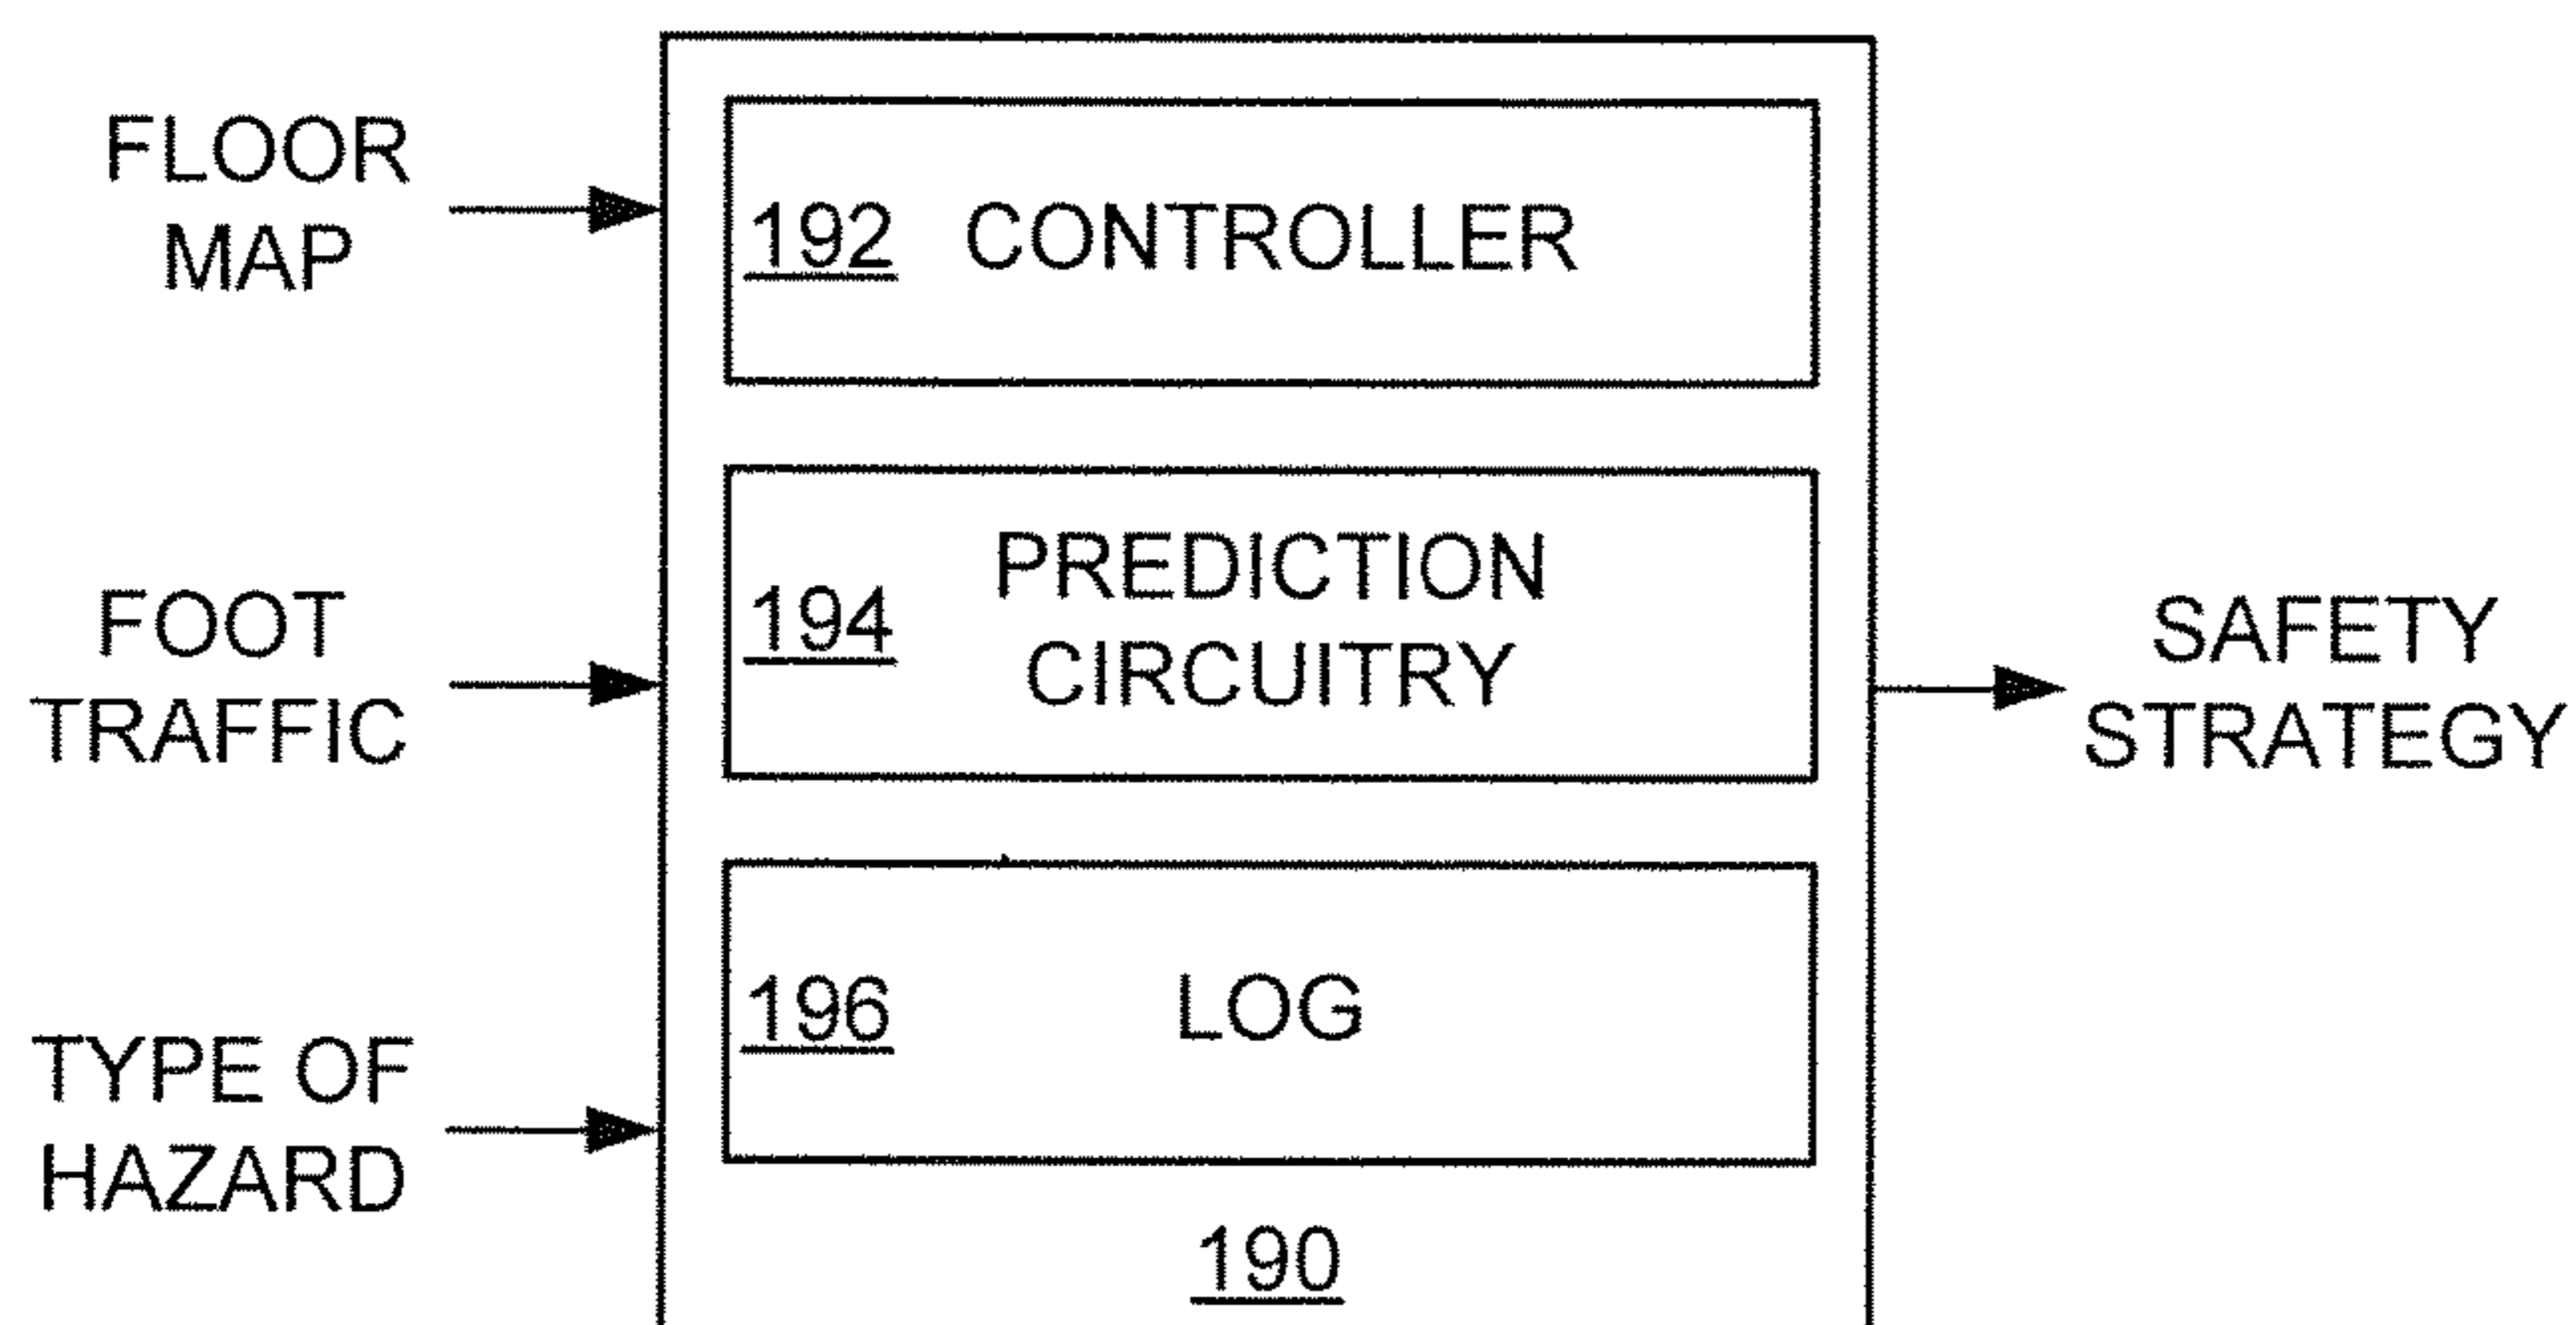 FLOOR
MAP
192 CONTROLLER
FOOT
TRAFFIC
194 PREDICTION
CIRCUITRY
SAFETY
STRATEGY
TYPE OF
HAZARD
196 LOG
190